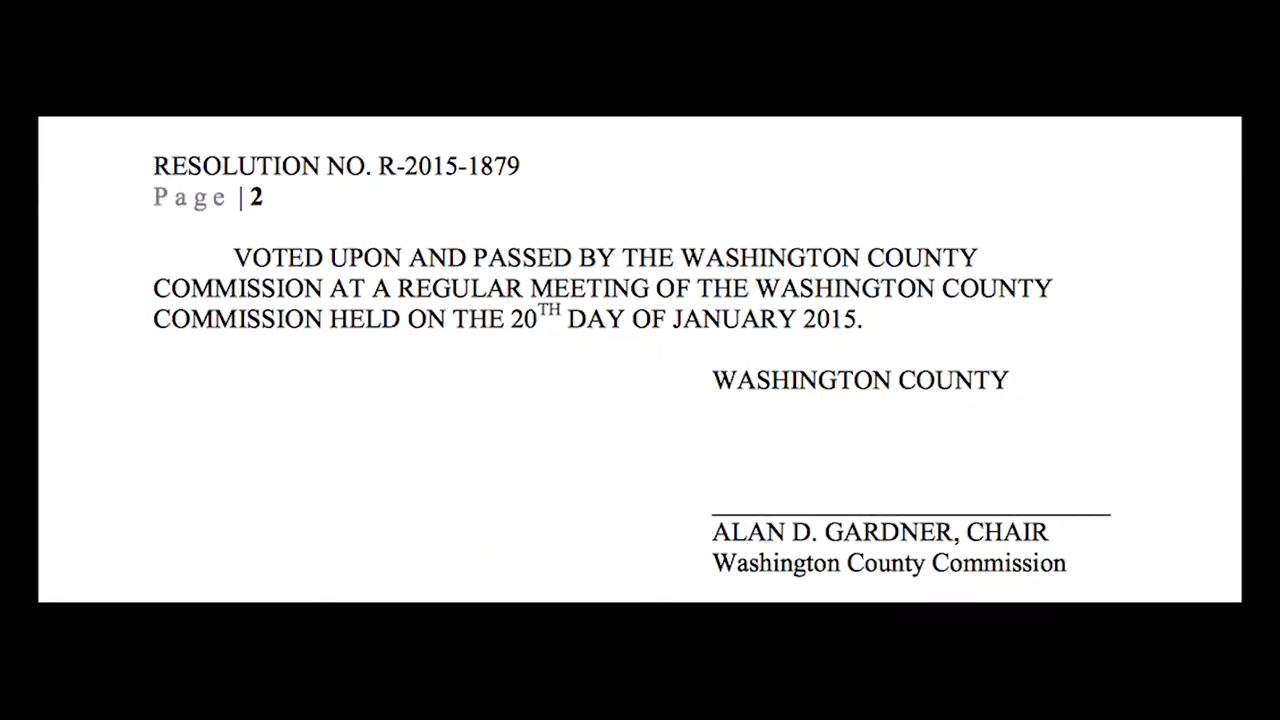 RESOLUTION NO. R-2015-1879
Page | 2
VOTED UPON AND PASSED BY THE WASHINGTON COUNTY
COMMISSION AT A REGULAR MEETING OF THE WASHINGTON COUNTY
COMMISSION HELD ON THE 20TH DAY OF JANUARY 2015.
WASHINGTON COUNTY
ALAN D. GARDNER, CHAIR
Washington County Commission